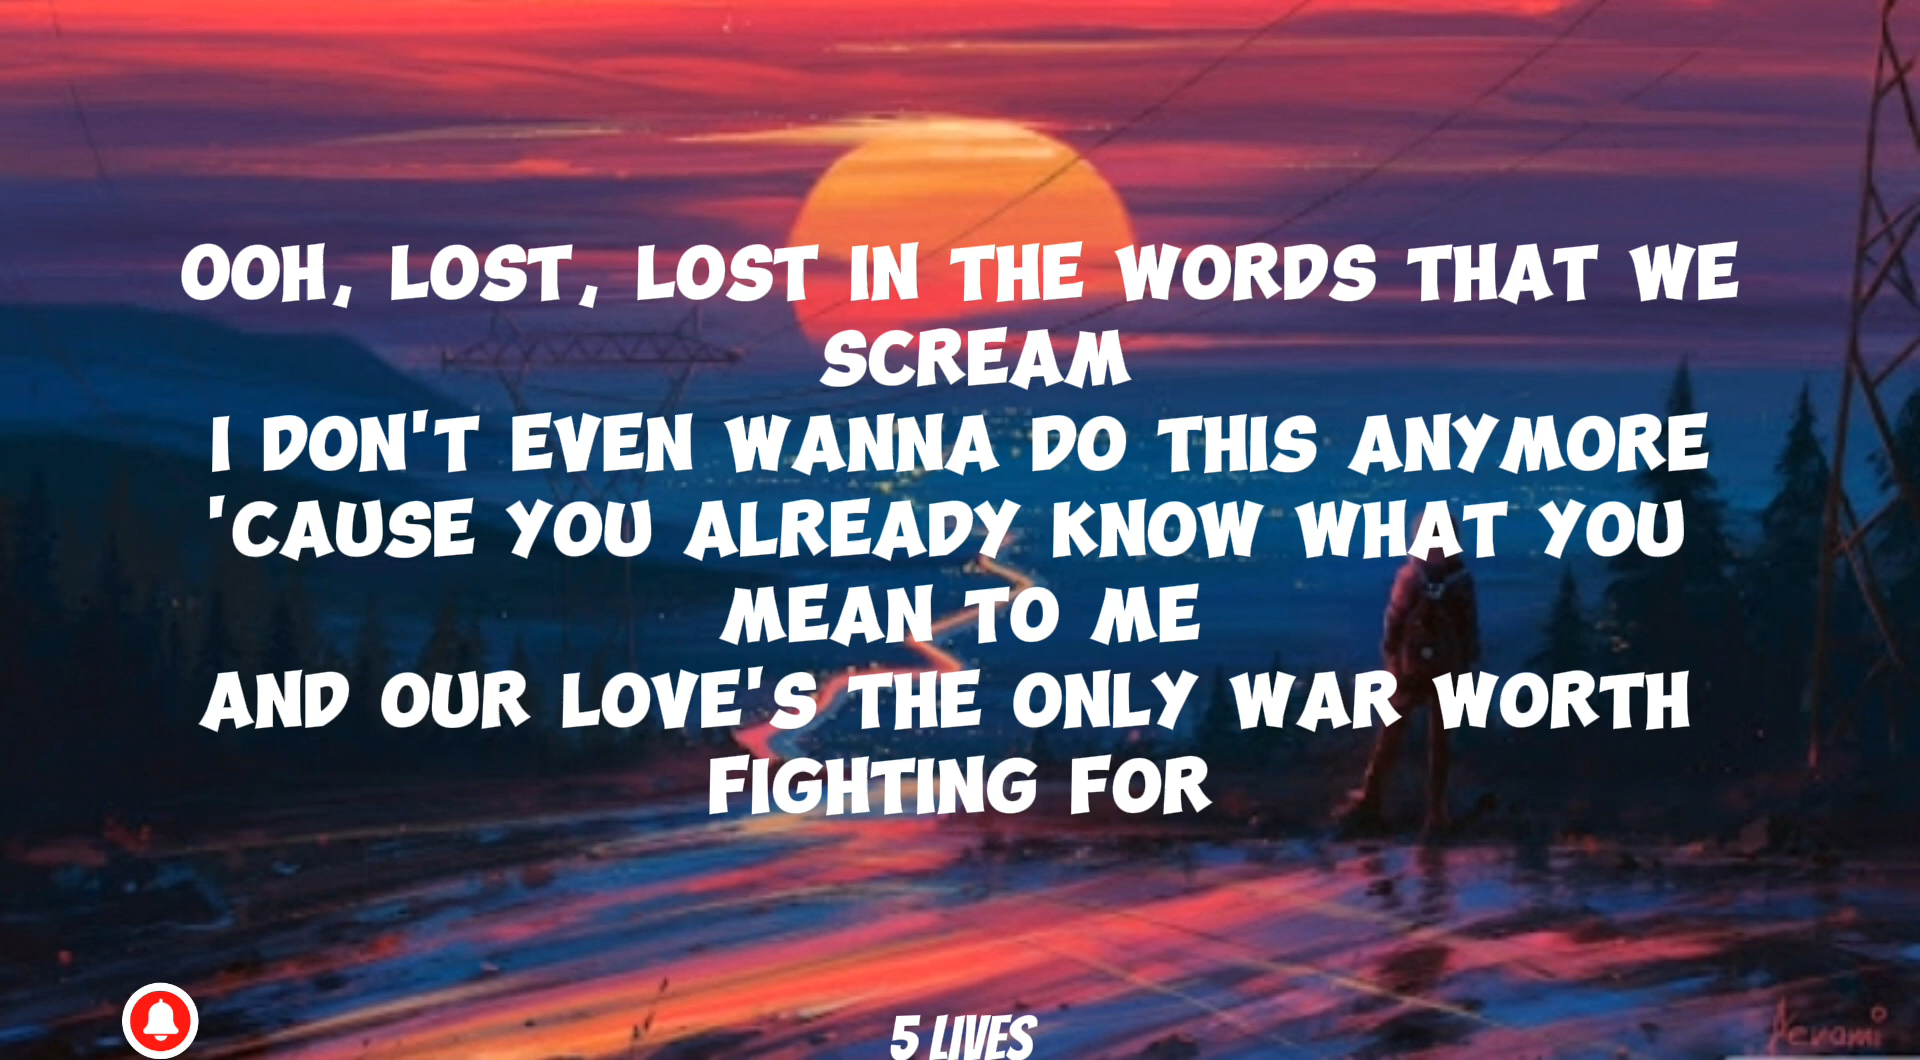 OOH, LOST, LOST IN THE WORDS THAT WE
SCREAM
I DON'T EVEN WANNA DO THIS ANYMORE
'CAUSE YOU ALREADY KNOW WHAT YOU
MEAN TO ME
AND OUR LOVE'S THE ONLY WAR WORTH
FIGHTING FOR
5 LIVES
Aenami